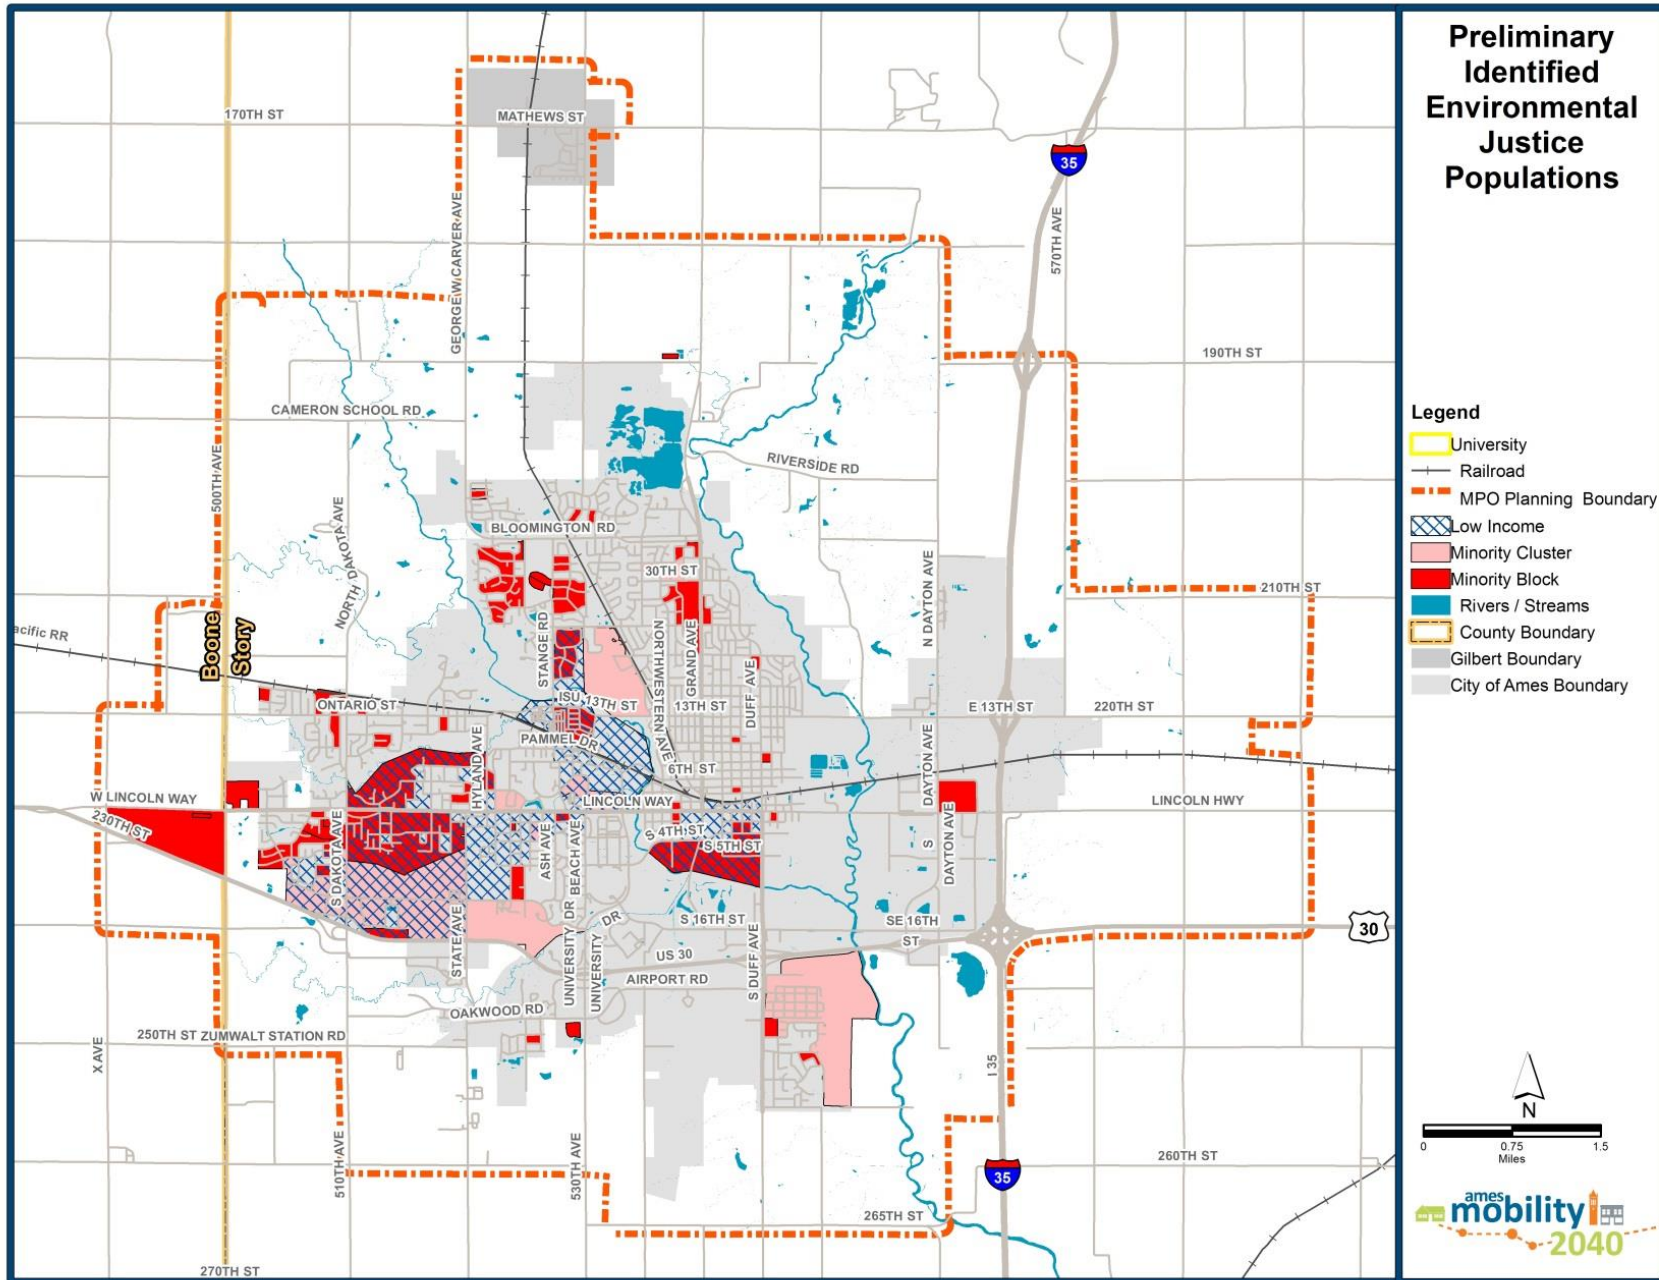 Preliminary
Identified
Environmental
Justice
Populations
170TH ST
MATHEWS ST
35
GEORGE W CARVER AVE
570TH AVE
190TH ST
CAMERON SCHOOL RD
RIVERSIDE RD
500TH AVE
NORTH DAKOTA AVE
BLOOMINGTON RD
30TH ST
N DAYTON AVE
210TH ST
acific RR
Boone
Story
STANGE RD
NORTHWESTERN AVE
GRAND AVE
DUFF AVE
ONTARIO ST
ISU
13TH ST
13TH ST
E 13TH ST
220TH ST
PAMMEL DR
HYLAND AVE
6TH ST
DAYTON AVE
W LINCOLN WAY
LINCOLN WAY
LINCOLN HWY
230TH ST
S 4TH ST
S 5TH ST
S DAKOTA AVE
ASH AVE
BEACH AVE
S
DAYTON AVE
S 16TH ST
SE 16TH
ST
30
STATE AVE
UNIVERSITY DR
UNIVERSITY
DR
US 30
AIRPORT RD
S DUFF AVE
OAKWOOD RD
250TH ST ZUMWALT STATION RD
X AVE
I 35
510TH AVE
530TH AVE
35
260TH ST
265TH ST
270TH ST
Legend
University
Railroad
MPO Planning Boundary
Low Income
Minority Cluster
Minority Block
Rivers / Streams
County Boundary
Gilbert Boundary
City of Ames Boundary
N
0 0.75 1.5
Miles
ames
mobility
2040